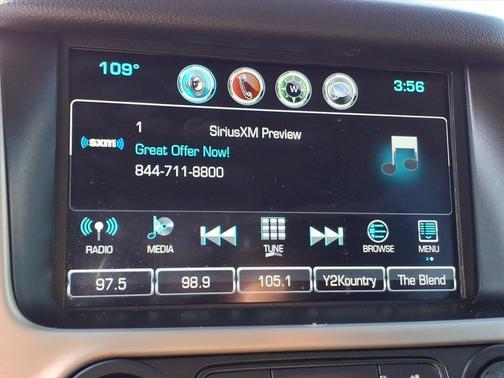 109° W 3:56
1 SiriusXM Preview
((sxm)) Great Offer Now!
844-711-8800
RADIO MEDIA TUNE BROWSE MENU
97.5 98.9 105.1 Y2Kountry The Blend